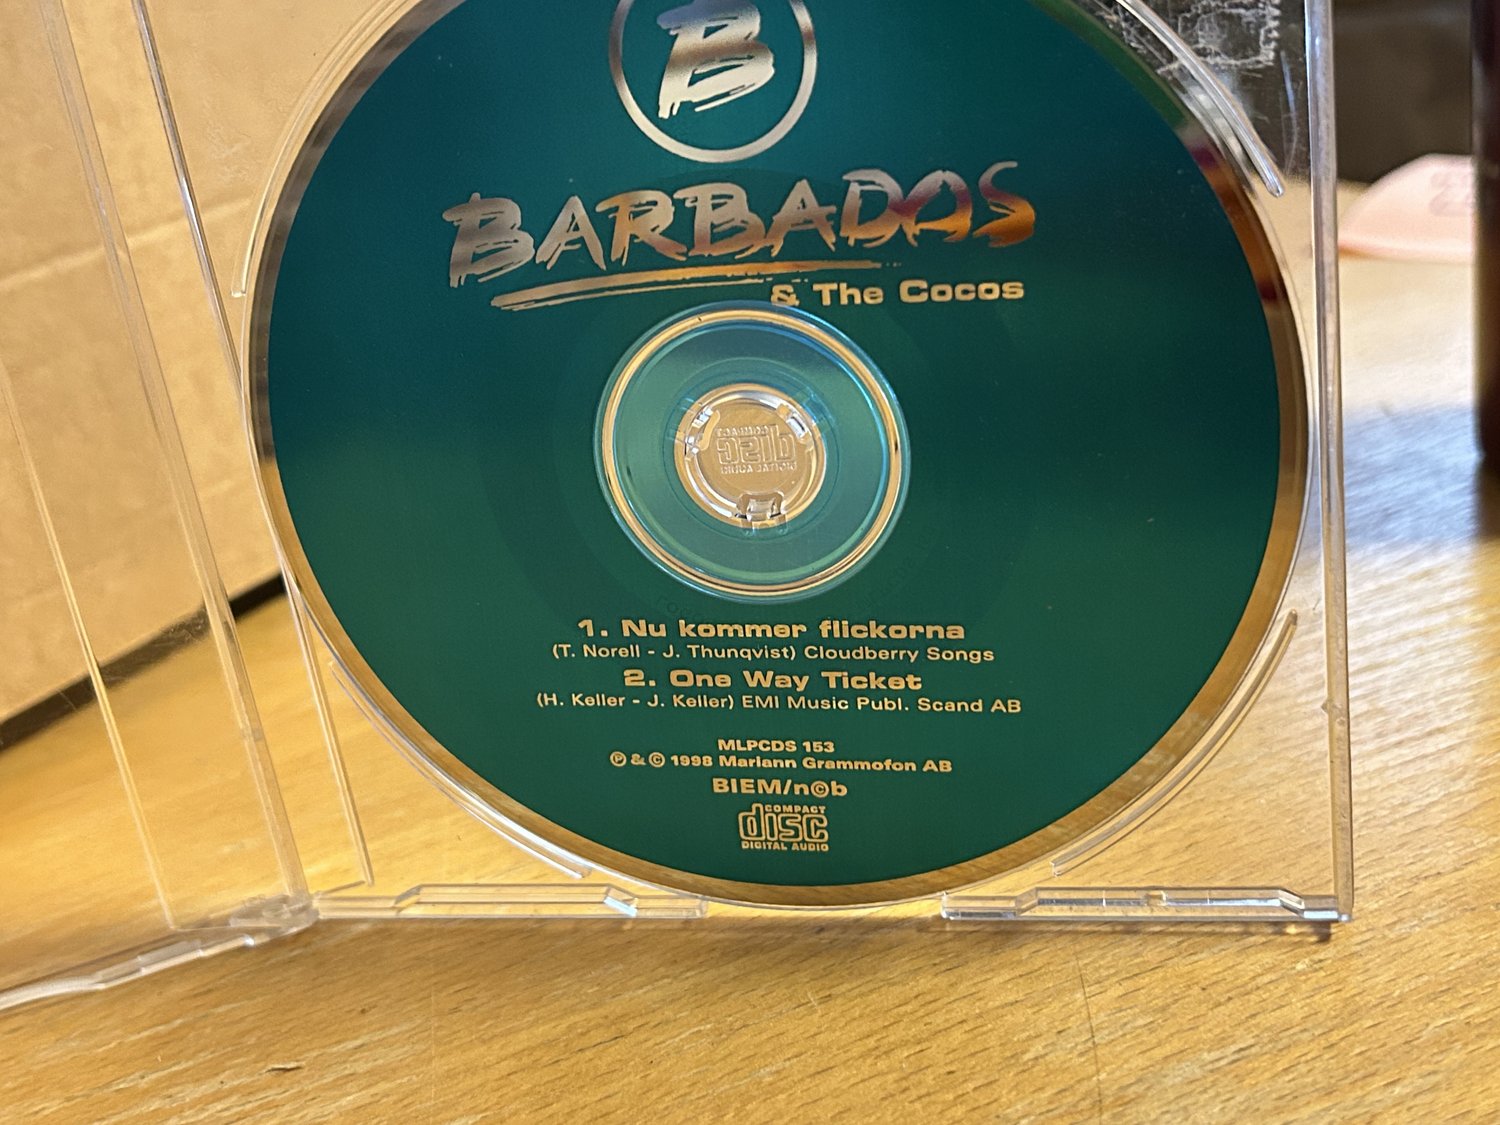 B
BARBADOS
& The Cocos
1. Nu kommer flickorna
(T. Norell - J. Thunqvist) Cloudberry Songs
2. One Way Ticket
(H. Keller - J. Keller) EMI Music Publ. Scand AB
MLPCDS 153
℗ & © 1998 Mariann Grammofon AB
BIEM/n©b
COMPACT
disc
DIGITAL AUDIO